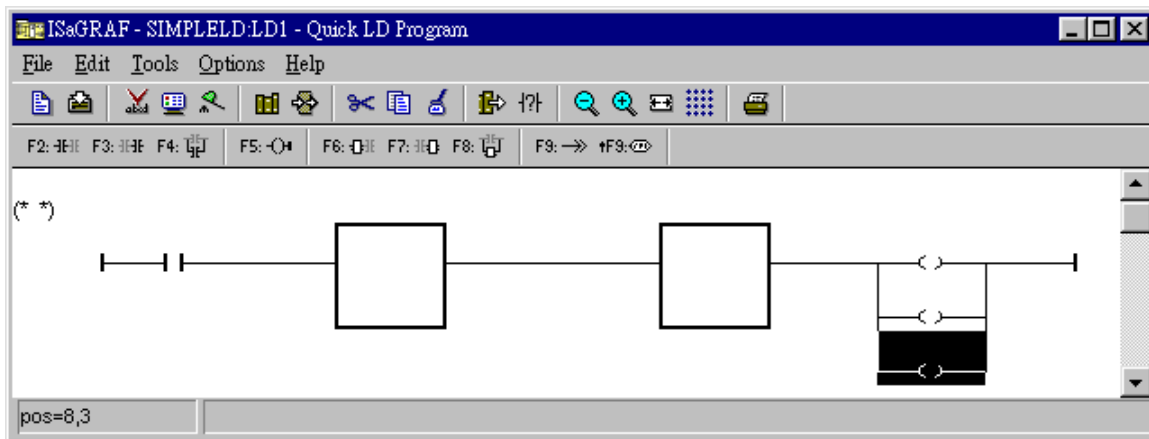 ISaGRAF - SIMPLELD:LD1 - Quick LD Program
File Edit Tools Options Help
F2: F3: F4: F5: F6: F7: F8: F9: F9:
(* *)
pos=8,3